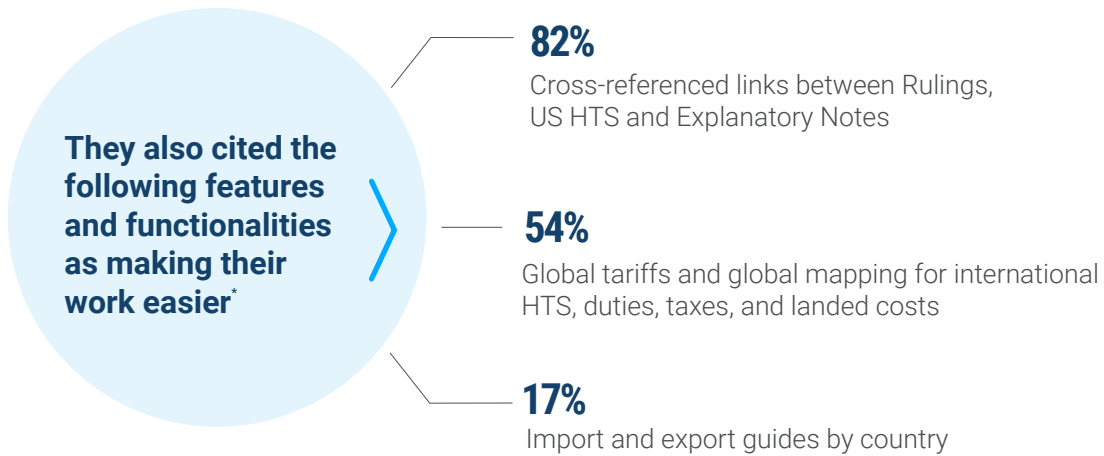 They also cited the
following features
and functionalities
as making their
work easier*
82%
Cross-referenced links between Rulings,
US HTS and Explanatory Notes
54%
Global tariffs and global mapping for international
HTS, duties, taxes, and landed costs
17%
Import and export guides by country